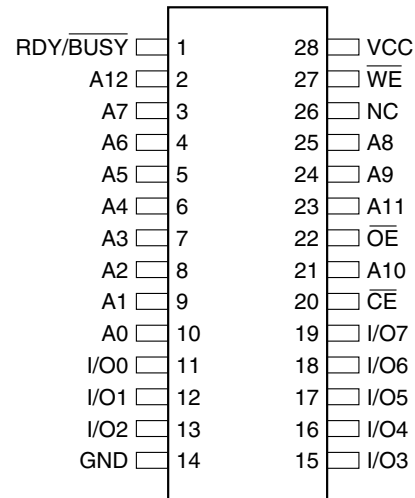 RDY/BUSY 1 28 VCC
A12 2 27 WE
A7 3 26 NC
A6 4 25 A8
A5 5 24 A9
A4 6 23 A11
A3 7 22 OE
A2 8 21 A10
A1 9 20 CE
A0 10 19 I/O7
I/O0 11 18 I/O6
I/O1 12 17 I/O5
I/O2 13 16 I/O4
GND 14 15 I/O3